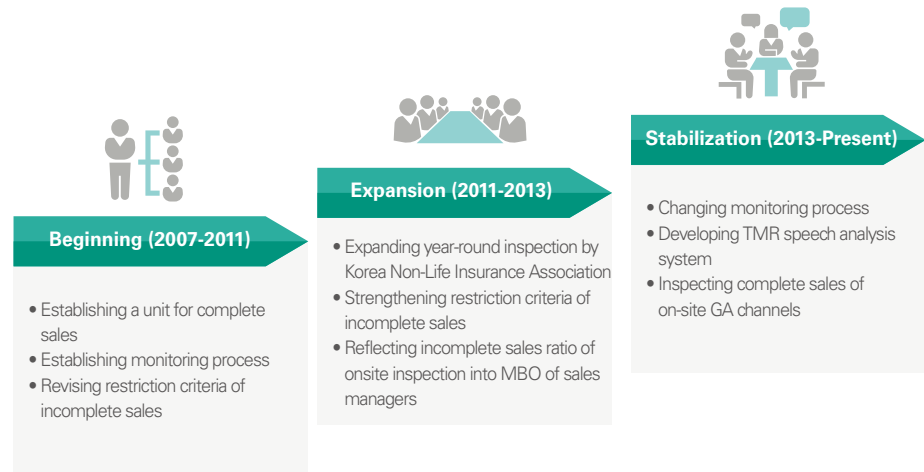 Beginning (2007-2011)
• Establishing a unit for complete
sales
• Establishing monitoring process
• Revising restriction criteria of
incomplete sales
Expansion (2011-2013)
• Expanding year-round inspection by
Korea Non-Life Insurance Association
• Strengthening restriction criteria of
incomplete sales
• Reflecting incomplete sales ratio of
onsite inspection into MBO of sales
managers
Stabilization (2013-Present)
• Changing monitoring process
• Developing TMR speech analysis
system
• Inspecting complete sales of
on-site GA channels